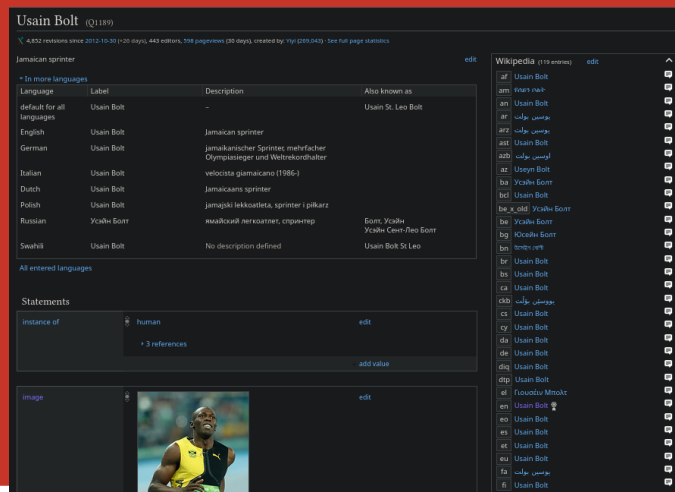 Usain Bolt (Q1189)
4,852 revisions since 2012-10-30 (+20 days), 443 editors, 598 pageviews (30 days), created by: Yiyi (269,043) · See full page statistics
Jamaican sprinter
edit
In more languages
Language Label Description Also known as
default for all languages Usain Bolt – Usain St. Leo Bolt
English Usain Bolt Jamaican sprinter
German Usain Bolt jamaikanischer Sprinter, mehrfacher
Olympiasieger und Weltrekordhalter
Italian Usain Bolt velocista giamaicano (1986-)
Dutch Usain Bolt Jamaicaans sprinter
Polish Usain Bolt jamajski lekkoatleta, sprinter i piłkarz
Russian Усэйн Болт ямайский легкоатлет, спринтер Болт, Усэйн
Усэйн Сент-Лео Болт
Swahili Usain Bolt No description defined Usain Bolt St Leo
All entered languages
Statements
instance of
human
edit
3 references
add value
image
edit
Wikipedia (119 entries) edit
af Usain Bolt
am
an Usain Bolt
ar يوسين بولت
arz يوسين بولت
ast Usain Bolt
azb اوسین بولت
az Useyn Bolt
ba Усэйн Болт
bcl Usain Bolt
be_x_old Усэйн Болт
be Усэйн Болт
bg Юсейн Болт
bn উসাইন বোল্ট
br Usain Bolt
bs Usain Bolt
ca Usain Bolt
ckb یووسێن بۆڵت
cs Usain Bolt
cy Usain Bolt
da Usain Bolt
de Usain Bolt
diq Usain Bolt
dtp Usain Bolt
el Γιουσέιν Μπολτ
en Usain Bolt
eo Usain Bolt
es Usain Bolt
et Usain Bolt
eu Usain Bolt
fa یوسین بولت
fi Usain Bolt